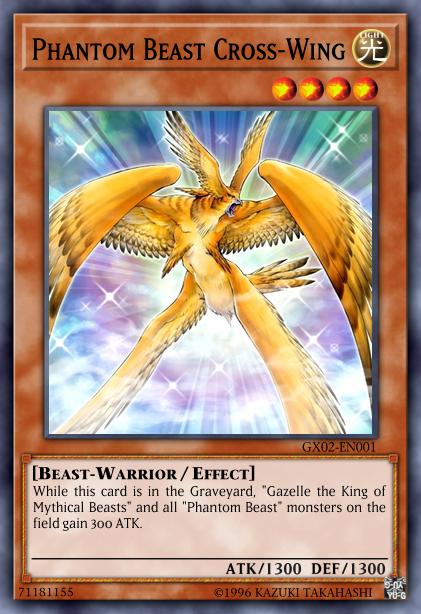 PHANTOM BEAST CROSS-WING
LIGHT
光
GX02-EN001
[BEAST-WARRIOR / EFFECT]
While this card is in the Graveyard, "Gazelle the King of
Mythical Beasts" and all "Phantom Beast" monsters on the
field gain 300 ATK.
ATK/1300 DEF/1300
71181155
©1996 KAZUKI TAKAHASHI